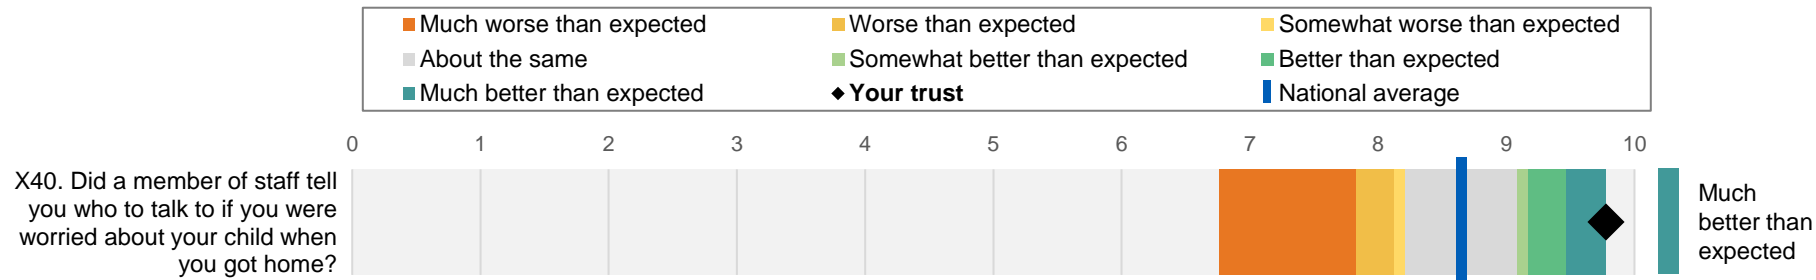 Much worse than expected
Worse than expected
Somewhat worse than expected
About the same
Somewhat better than expected
Better than expected
Much better than expected
Your trust
National average
0 1 2 3 4 5 6 7 8 9 10
X40. Did a member of staff tell
you who to talk to if you were
worried about your child when
you got home?
Much
better than
expected